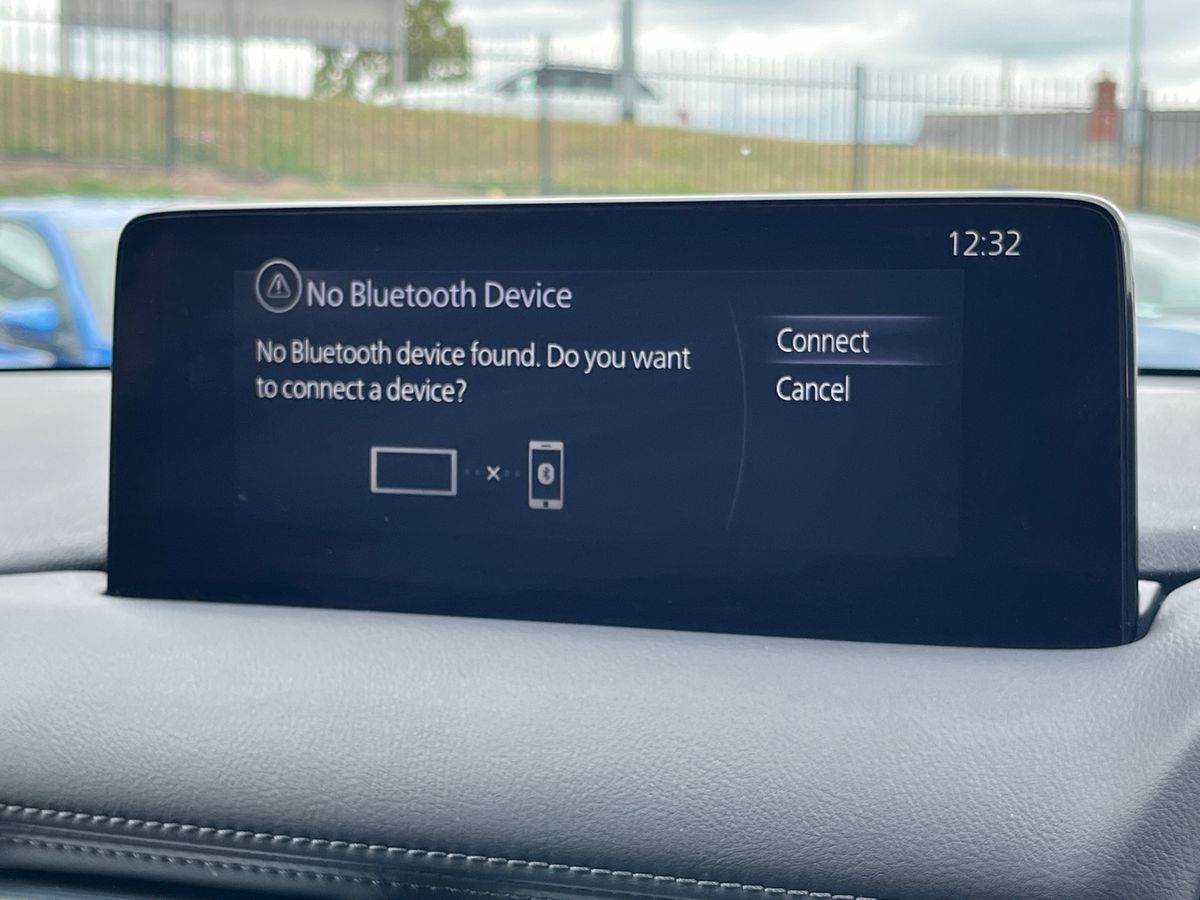 12:32
No Bluetooth Device
No Bluetooth device found. Do you want
to connect a device?
Connect
Cancel